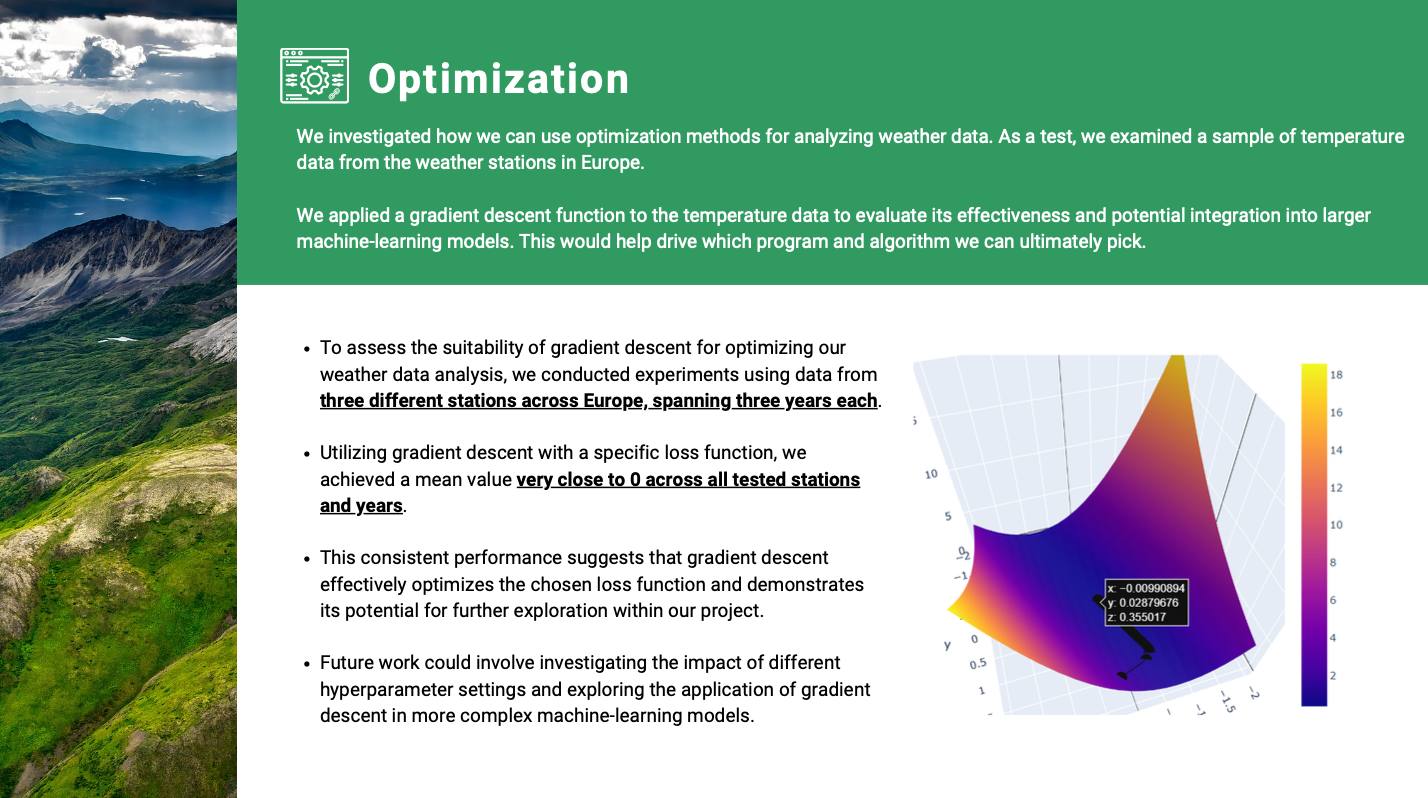 Optimization
We investigated how we can use optimization methods for analyzing weather data. As a test, we examined a sample of temperature
data from the weather stations in Europe.
We applied a gradient descent function to the temperature data to evaluate its effectiveness and potential integration into larger
machine-learning models. This would help drive which program and algorithm we can ultimately pick.
• To assess the suitability of gradient descent for optimizing our
weather data analysis, we conducted experiments using data from
three different stations across Europe, spanning three years each.
• Utilizing gradient descent with a specific loss function, we
achieved a mean value very close to 0 across all tested stations
and years.
• This consistent performance suggests that gradient descent
effectively optimizes the chosen loss function and demonstrates
its potential for further exploration within our project.
• Future work could involve investigating the impact of different
hyperparameter settings and exploring the application of gradient
descent in more complex machine-learning models.
10
5
0
−2
−1
y
0
0.5
1
x: −0.00990894
y: 0.02879676
z: 0.355017
−1.5
−2
18
16
14
12
10
8
6
4
2